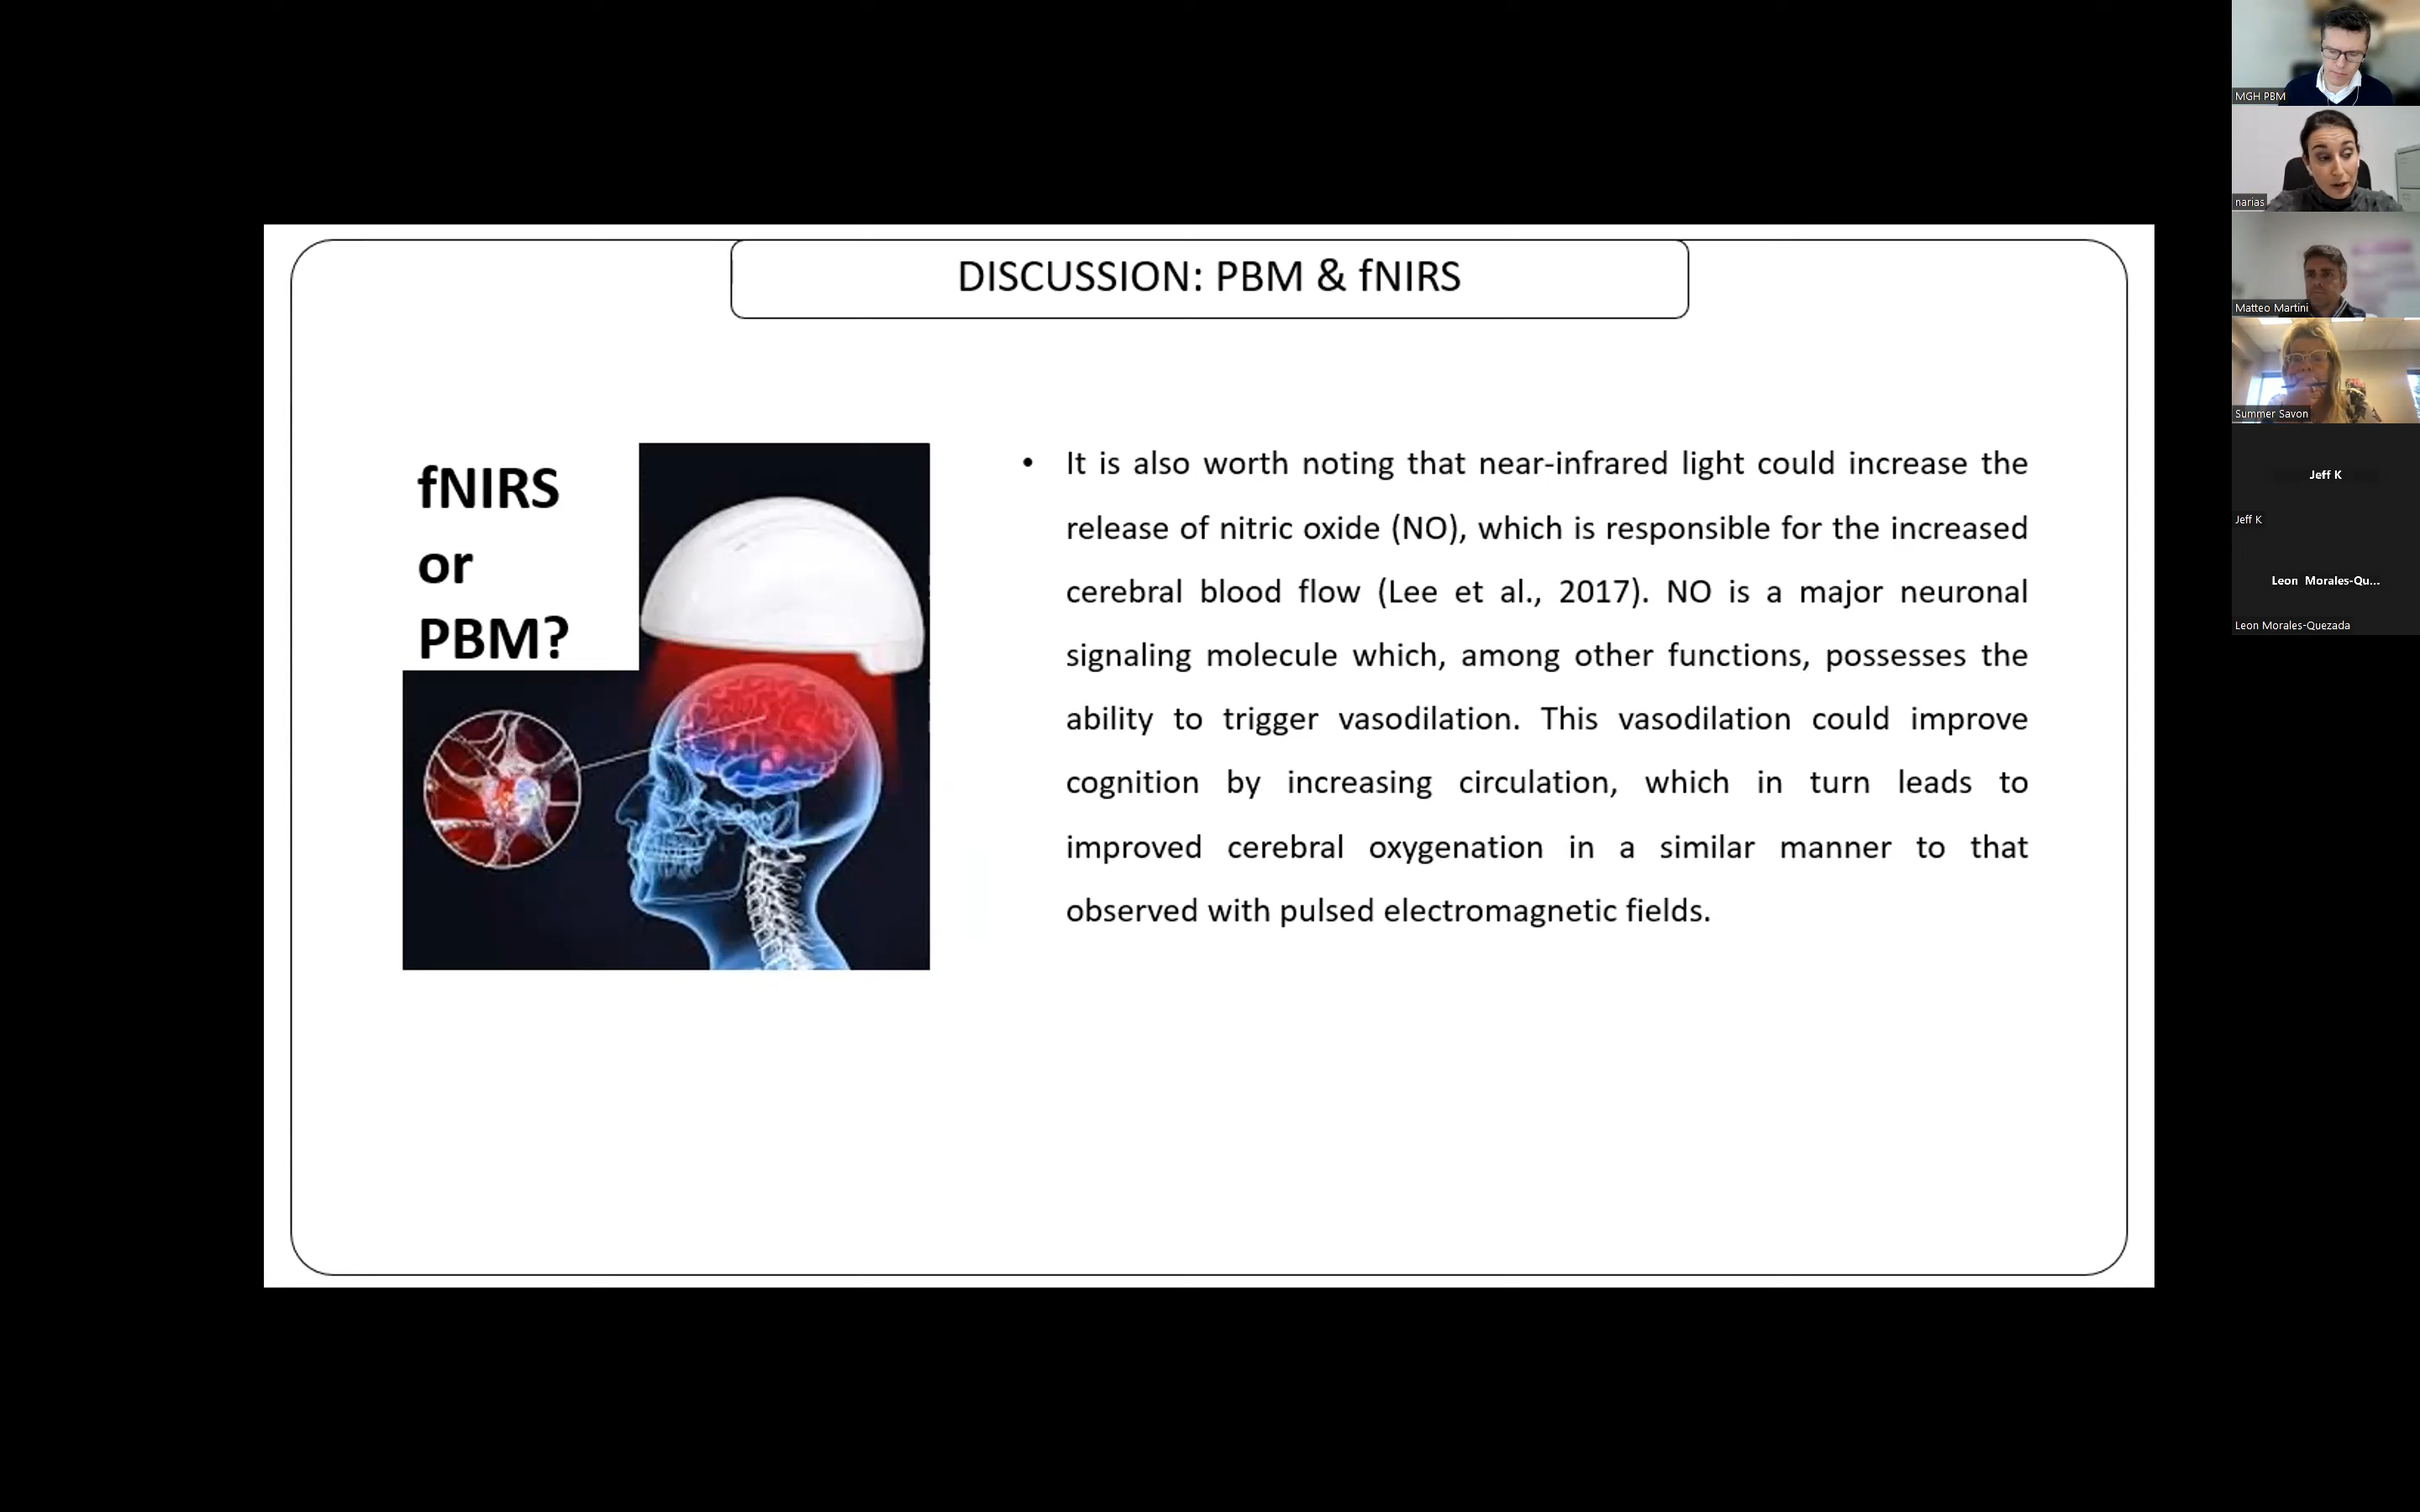 DISCUSSION: PBM & fNIRS
fNIRS
or
PBM?
• It is also worth noting that near-infrared light could increase the
release of nitric oxide (NO), which is responsible for the increased
cerebral blood flow (Lee et al., 2017). NO is a major neuronal
signaling molecule which, among other functions, possesses the
ability to trigger vasodilation. This vasodilation could improve
cognition by increasing circulation, which in turn leads to
improved cerebral oxygenation in a similar manner to that
observed with pulsed electromagnetic fields.
MGH PBM
narias
Matteo Martini
Summer Savon
Jeff K
Jeff K
Leon Morales-Qu...
Leon Morales-Quezada